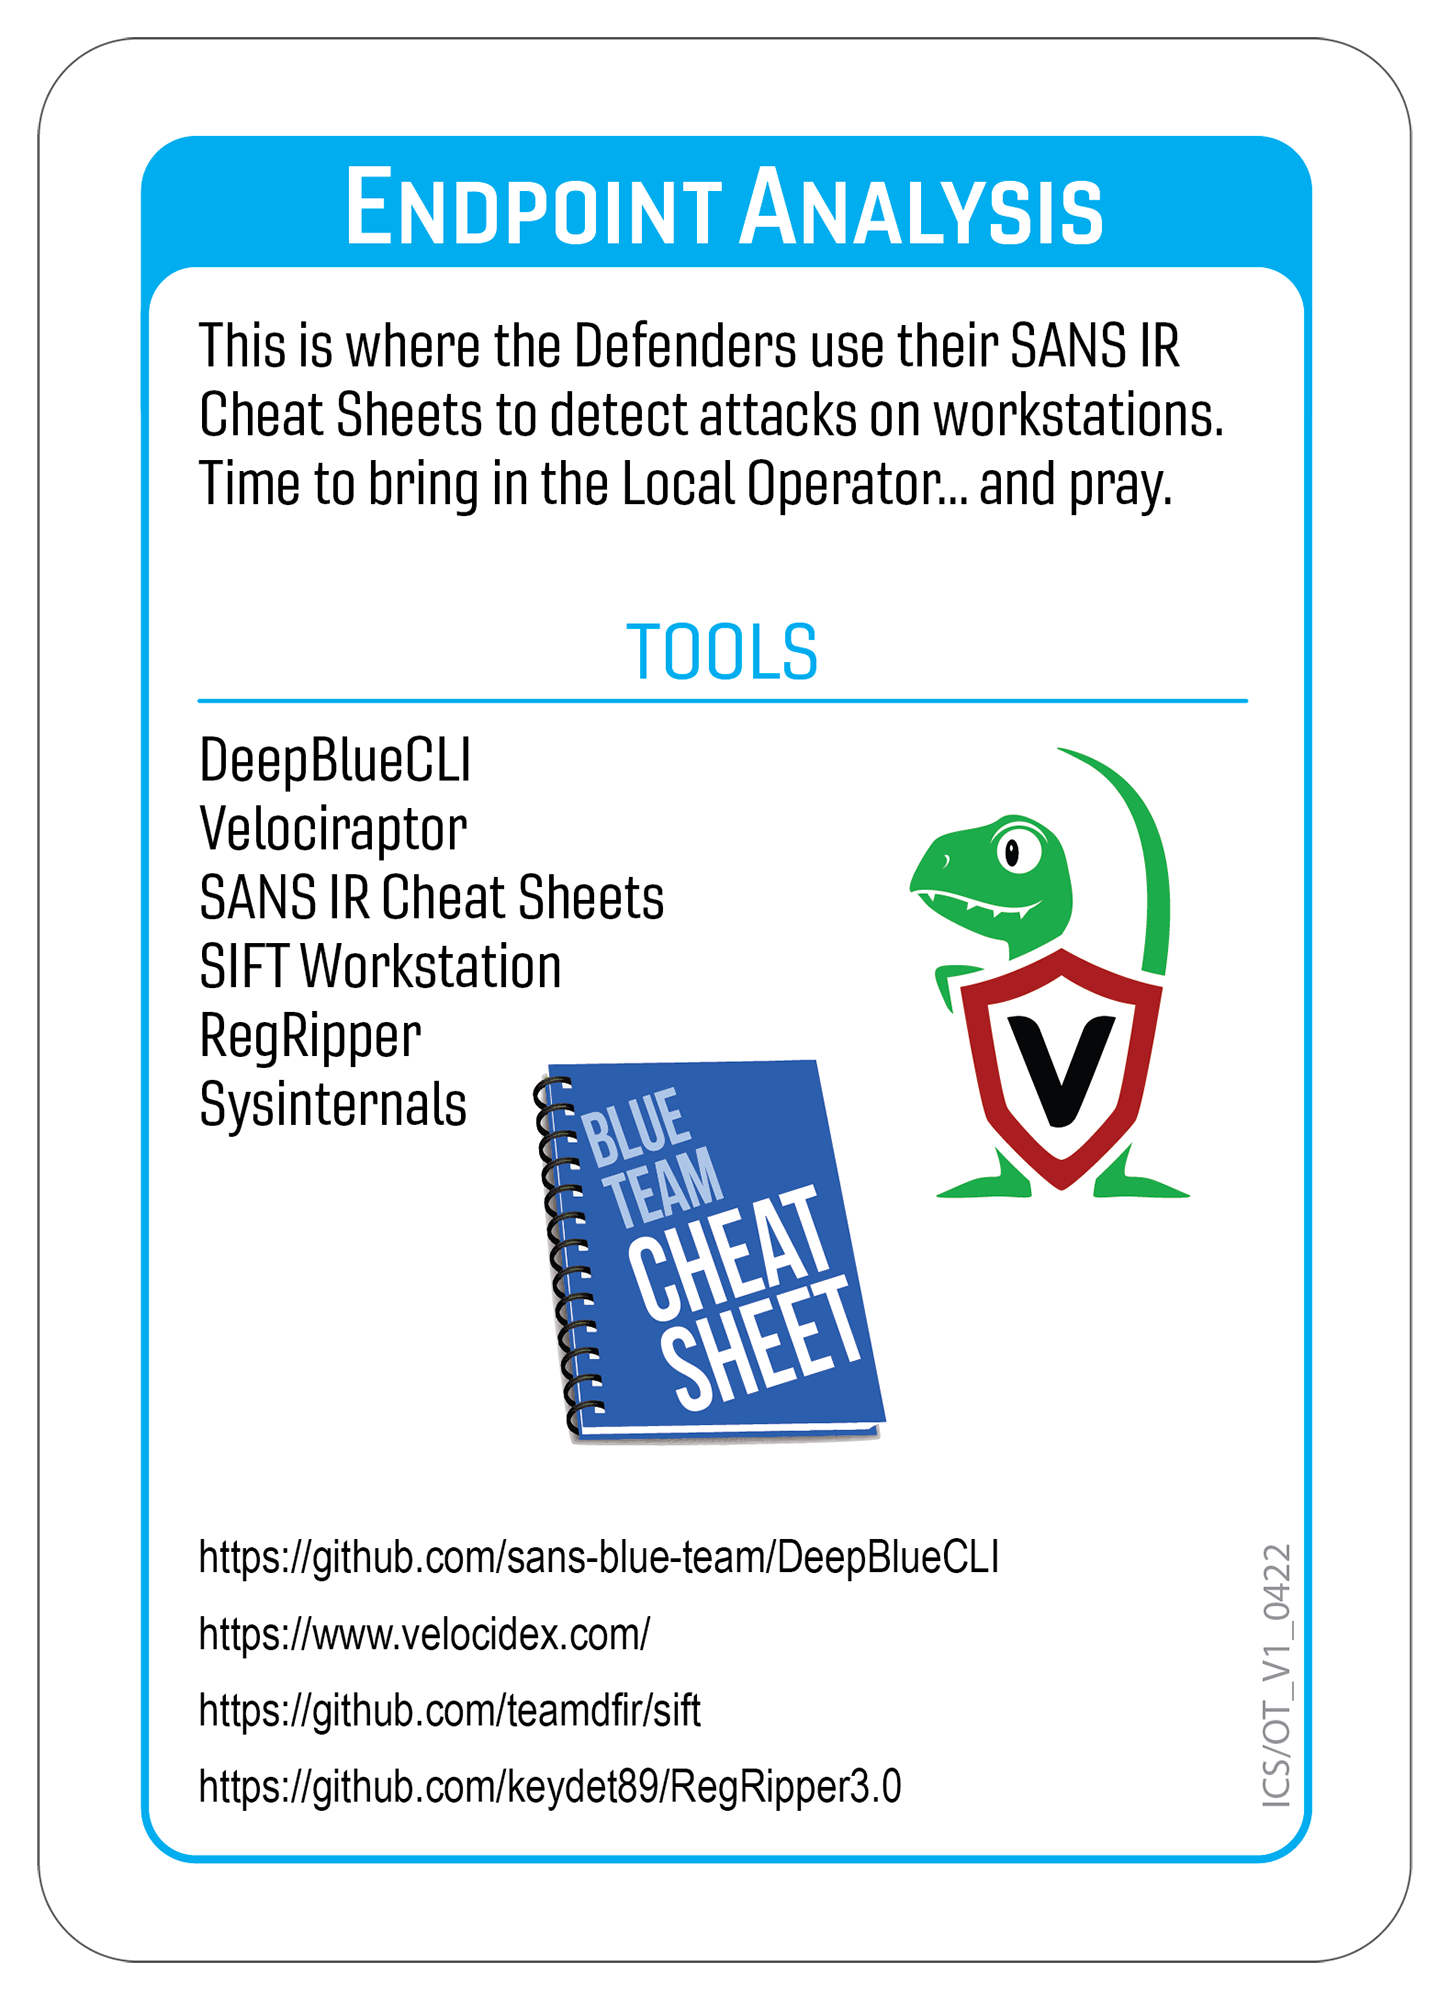 ENDPOINT ANALYSIS
This is where the Defenders use their SANS IR
Cheat Sheets to detect attacks on workstations.
Time to bring in the Local Operator... and pray.
TOOLS
DeepBlueCLI
Velociraptor
SANS IR Cheat Sheets
SIFT Workstation
RegRipper
Sysinternals
V
BLUE
TEAM
CHEAT
SHEET
https://github.com/sans-blue-team/DeepBlueCLI
https://www.velocidex.com/
https://github.com/teamdfir/sift
https://github.com/keydet89/RegRipper3.0
ICS/OT_V1_0422